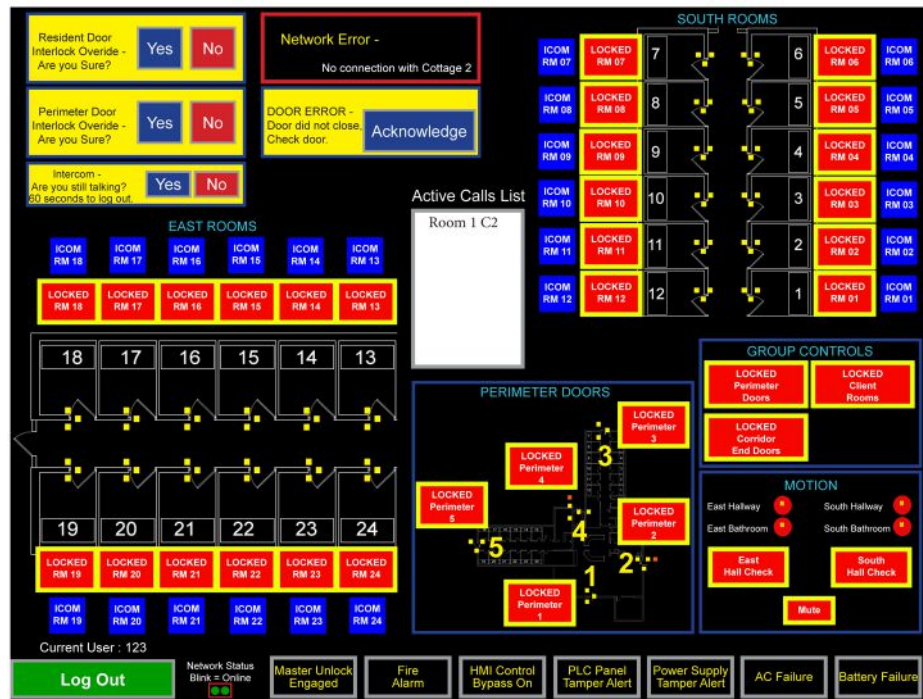 Resident Door
Interlock Overide -
Are you Sure?
Yes
No
Perimeter Door
Interlock Overide -
Are you Sure?
Yes
No
Intercom -
Are you still talking?
60 seconds to log out.
Yes
No
Network Error -
No connection with Cottage 2
DOOR ERROR -
Door did not close,
Check door.
Acknowledge
Active Calls List
Room 1 C2
SOUTH ROOMS
ICOM
RM 07
LOCKED
RM 07
7
6
LOCKED
RM 06
ICOM
RM 06
ICOM
RM 08
LOCKED
RM 08
8
5
LOCKED
RM 05
ICOM
RM 05
ICOM
RM 09
LOCKED
RM 09
9
4
LOCKED
RM 04
ICOM
RM 04
ICOM
RM 10
LOCKED
RM 10
10
3
LOCKED
RM 03
ICOM
RM 03
ICOM
RM 11
LOCKED
RM 11
11
2
LOCKED
RM 02
ICOM
RM 02
ICOM
RM 12
LOCKED
RM 12
12
1
LOCKED
RM 01
ICOM
RM 01
EAST ROOMS
ICOM
RM 18
ICOM
RM 17
ICOM
RM 16
ICOM
RM 15
ICOM
RM 14
ICOM
RM 13
LOCKED
RM 18
LOCKED
RM 17
LOCKED
RM 16
LOCKED
RM 15
LOCKED
RM 14
LOCKED
RM 13
18
17
16
15
14
13
19
20
21
22
23
24
LOCKED
RM 19
LOCKED
RM 20
LOCKED
RM 21
LOCKED
RM 22
LOCKED
RM 23
LOCKED
RM 24
ICOM
RM 19
ICOM
RM 20
ICOM
RM 21
ICOM
RM 22
ICOM
RM 23
ICOM
RM 24
PERIMETER DOORS
LOCKED
Perimeter
3
3
LOCKED
Perimeter
4
4
LOCKED
Perimeter
5
5
LOCKED
Perimeter
2
2
1
LOCKED
Perimeter
1
GROUP CONTROLS
LOCKED
Perimeter
Doors
LOCKED
Client
Rooms
LOCKED
Corridor
End Doors
MOTION
East Hallway
South Hallway
East Bathroom
South Bathroom
East
Hall Check
South
Hall Check
Mute
Current User : 123
Log Out
Network Status
Blink = Online
Master Unlock
Engaged
Fire
Alarm
HMI Control
Bypass On
PLC Panel
Tamper Alert
Power Supply
Tamper Alert
AC Failure
Battery Failure